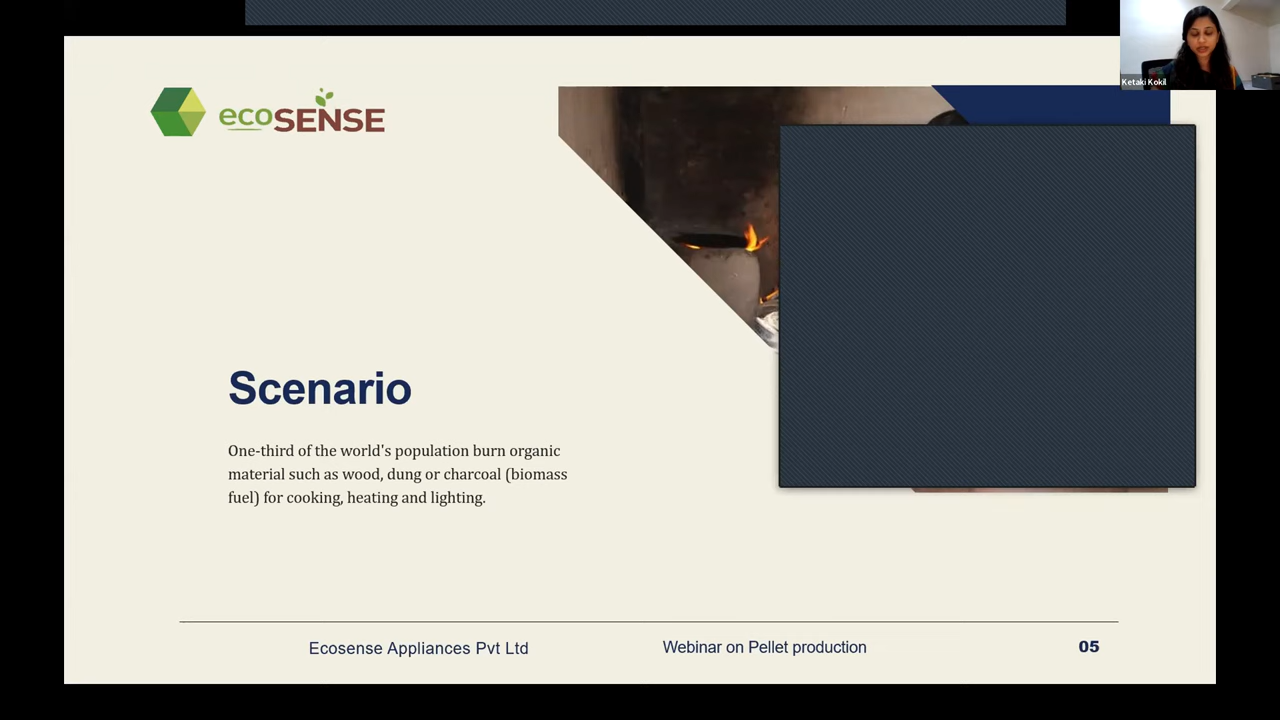 Ketaki Kokil
ecoSENSE
Scenario
One-third of the world's population burn organic
material such as wood, dung or charcoal (biomass
fuel) for cooking, heating and lighting.
Ecosense Appliances Pvt Ltd
Webinar on Pellet production
05